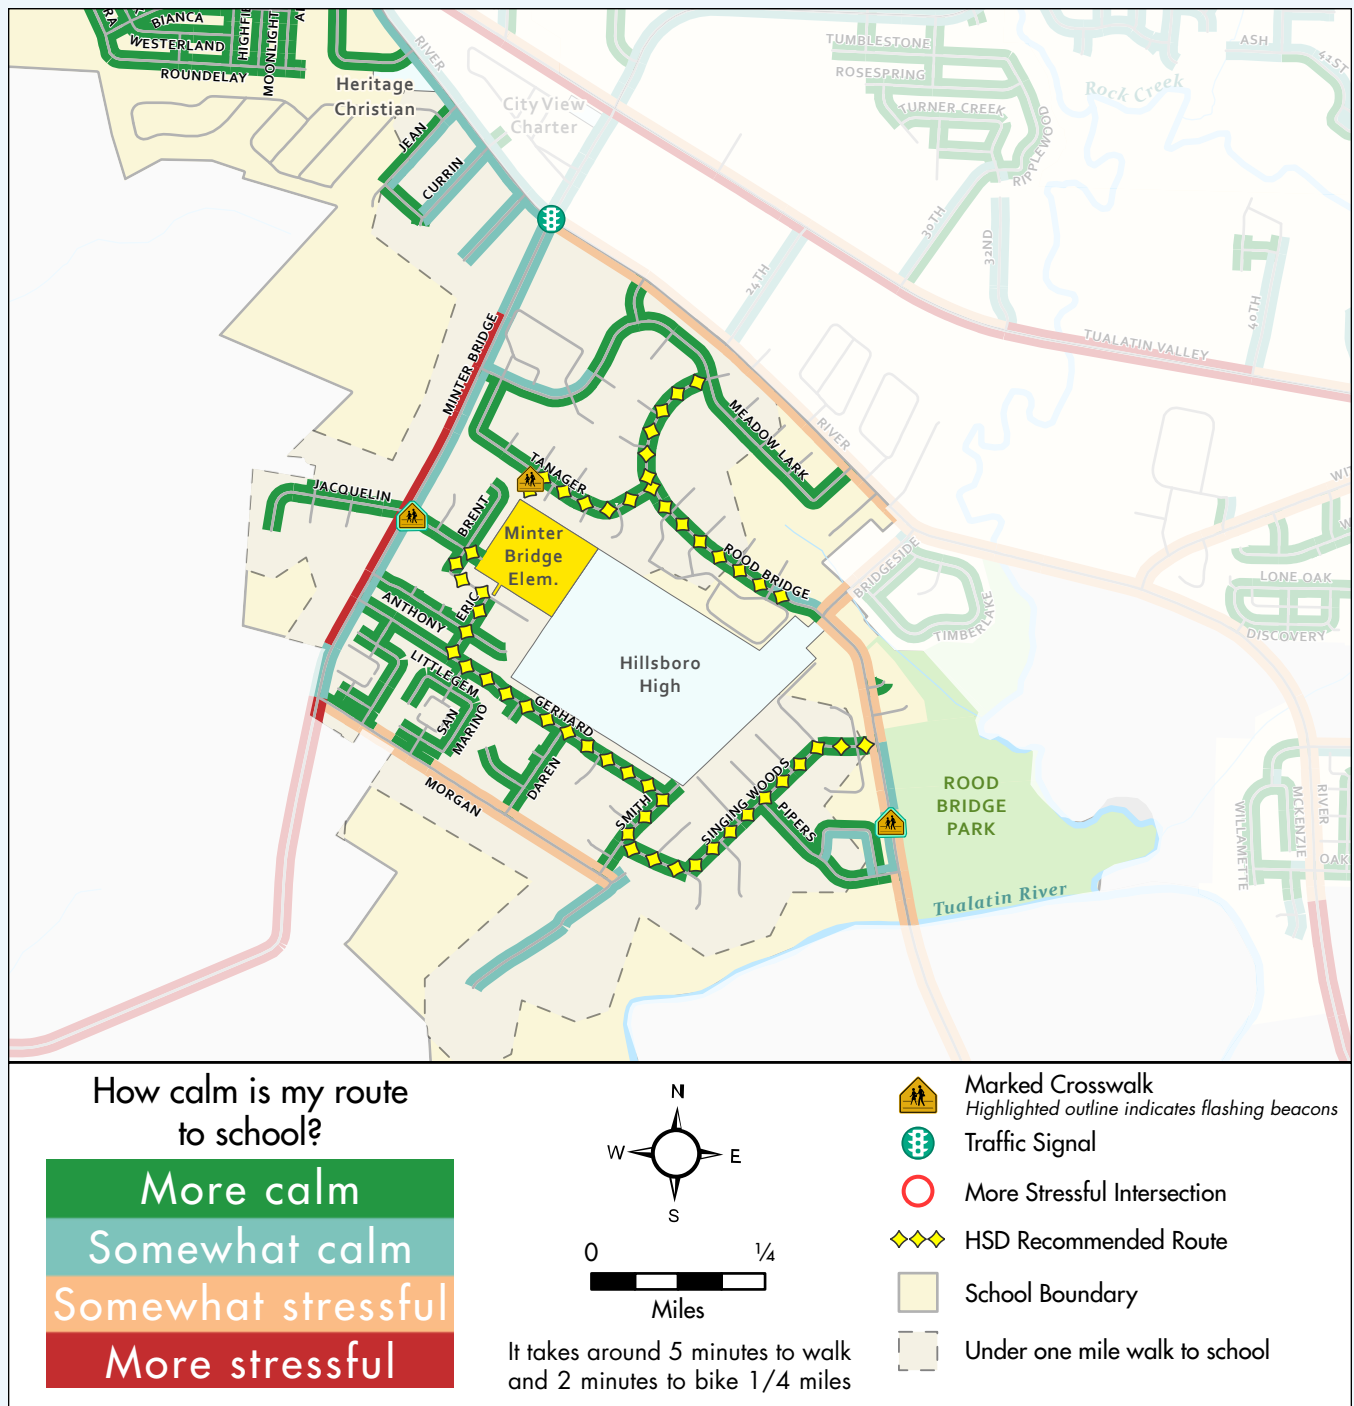 BIANCA
WESTERLAND
ROUNDELAY
HIGHFI
MOONLIGHT
RA
RIVER
Heritage
Christian
City View
Charter
JEAN
CURRIN
TUMBLESTONE
ROSESPRING
TURNER CREEK
RIPPLEWOOD
Rock Creek
ASH
41ST
30TH
32ND
24TH
40TH
TUALATIN VALLEY
MINTER BRIDGE
MEADOW LARK
RIVER
TANAGER
JACQUELIN
BRENT
Minter
Bridge
Elem.
ROOD BRIDGE
BRIDGESIDE
TIMBERLAKE
LONE OAK
DISCOVERY
WI
W
ERIC
ANTHONY
LITTLEGEM
SAN
MARINO
GERHARD
DAREN
MORGAN
SMITH
SINGING WOODS
PIPERS
Hillsboro
High
ROOD
BRIDGE
PARK
Tualatin River
WILLAMETTE
MCKENZIE
RIVER
OAK
How calm is my route
to school?
More calm
Somewhat calm
Somewhat stressful
More stressful
N
W
E
S
0
¼
Miles
It takes around 5 minutes to walk
and 2 minutes to bike 1/4 miles
Marked Crosswalk
Highlighted outline indicates flashing beacons
Traffic Signal
More Stressful Intersection
HSD Recommended Route
School Boundary
Under one mile walk to school